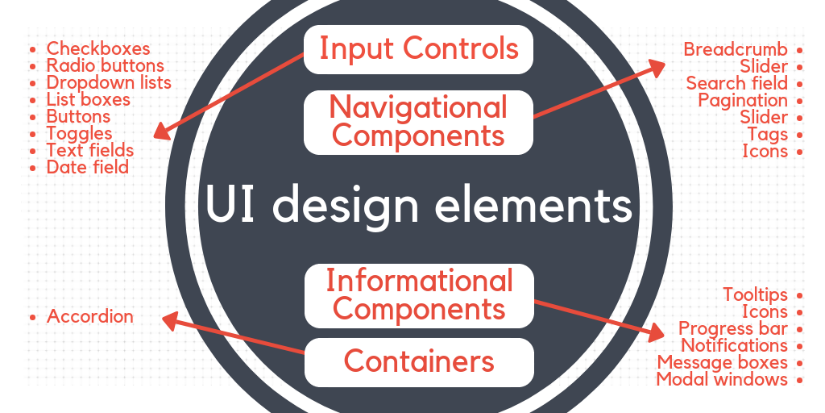 Input Controls
Checkboxes
Radio buttons
Dropdown lists
List boxes
Buttons
Toggles
Text fields
Date field
Navigational
Components
Breadcrumb
Slider
Search field
Pagination
Slider
Tags
Icons
UI design elements
Informational
Components
Tooltips
Icons
Progress bar
Notifications
Message boxes
Modal windows
Containers
Accordion